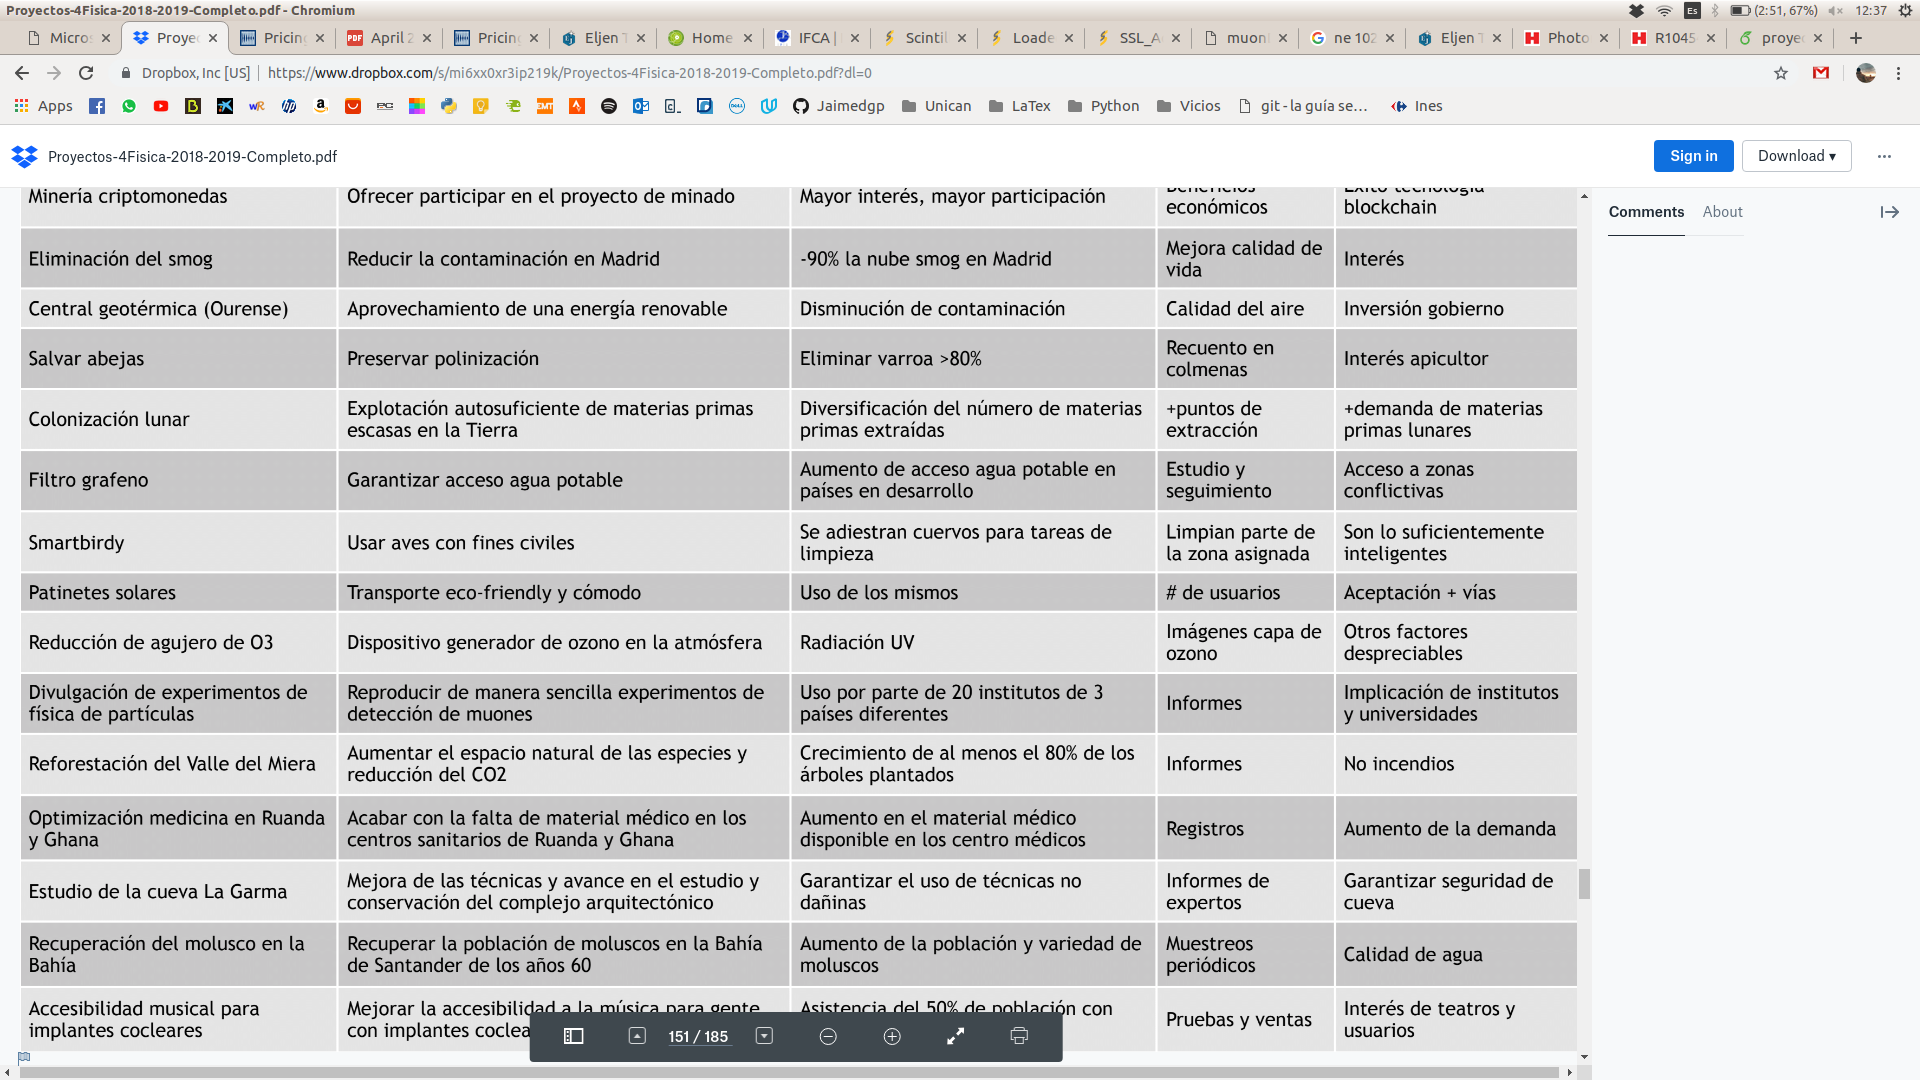 Proyectos-4Fisica-2018-2019-Completo.pdf - Chromium
Es (2:51, 67%) 12:37
Micro Proye Pricin April 2 Pricin Eljen T Home IFCA | Scintil Loade SSL_A muon ne 102 Eljen T Photo R1045 proye
Dropbox, Inc [US] https://www.dropbox.com/s/mi6xx0xr3ip219k/Proyectos-4Fisica-2018-2019-Completo.pdf?dl=0
Apps Jaimedgp Unican LaTex Python Vicios git - la guía se... Ines
Proyectos-4Fisica-2018-2019-Completo.pdf
Sign in Download ▾
Comments About
Minería criptomonedas
Ofrecer participar en el proyecto de minado
Mayor interés, mayor participación
Beneficios
económicos
Éxito tecnología
blockchain
Eliminación del smog
Reducir la contaminación en Madrid
-90% la nube smog en Madrid
Mejora calidad de
vida
Interés
Central geotérmica (Ourense)
Aprovechamiento de una energía renovable
Disminución de contaminación
Calidad del aire
Inversión gobierno
Salvar abejas
Preservar polinización
Eliminar varroa >80%
Recuento en
colmenas
Interés apicultor
Colonización lunar
Explotación autosuficiente de materias primas
escasas en la Tierra
Diversificación del número de materias
primas extraídas
+puntos de
extracción
+demanda de materias
primas lunares
Filtro grafeno
Garantizar acceso agua potable
Aumento de acceso agua potable en
países en desarrollo
Estudio y
seguimiento
Acceso a zonas
conflictivas
Smartbirdy
Usar aves con fines civiles
Se adiestran cuervos para tareas de
limpieza
Limpian parte de
la zona asignada
Son lo suficientemente
inteligentes
Patinetes solares
Transporte eco-friendly y cómodo
Uso de los mismos
# de usuarios
Aceptación + vías
Reducción de agujero de O3
Dispositivo generador de ozono en la atmósfera
Radiación UV
Imágenes capa de
ozono
Otros factores
despreciables
Divulgación de experimentos de
física de partículas
Reproducir de manera sencilla experimentos de
detección de muones
Uso por parte de 20 institutos de 3
países diferentes
Informes
Implicación de institutos
y universidades
Reforestación del Valle del Miera
Aumentar el espacio natural de las especies y
reducción del CO2
Crecimiento de al menos el 80% de los
árboles plantados
Informes
No incendios
Optimización medicina en Ruanda
y Ghana
Acabar con la falta de material médico en los
centros sanitarios de Ruanda y Ghana
Aumento en el material médico
disponible en los centro médicos
Registros
Aumento de la demanda
Estudio de la cueva La Garma
Mejora de las técnicas y avance en el estudio y
conservación del complejo arquitectónico
Garantizar el uso de técnicas no
dañinas
Informes de
expertos
Garantizar seguridad de
cueva
Recuperación del molusco en la
Bahía
Recuperar la población de moluscos en la Bahía
de Santander de los años 60
Aumento de la población y variedad de
moluscos
Muestreos
periódicos
Calidad de agua
Accesibilidad musical para
implantes cocleares
Mejorar la accesibilidad a la música para gente
con implantes coclea
Asistencia del 50% de población con
Pruebas y ventas
Interés de teatros y
usuarios
151 / 185